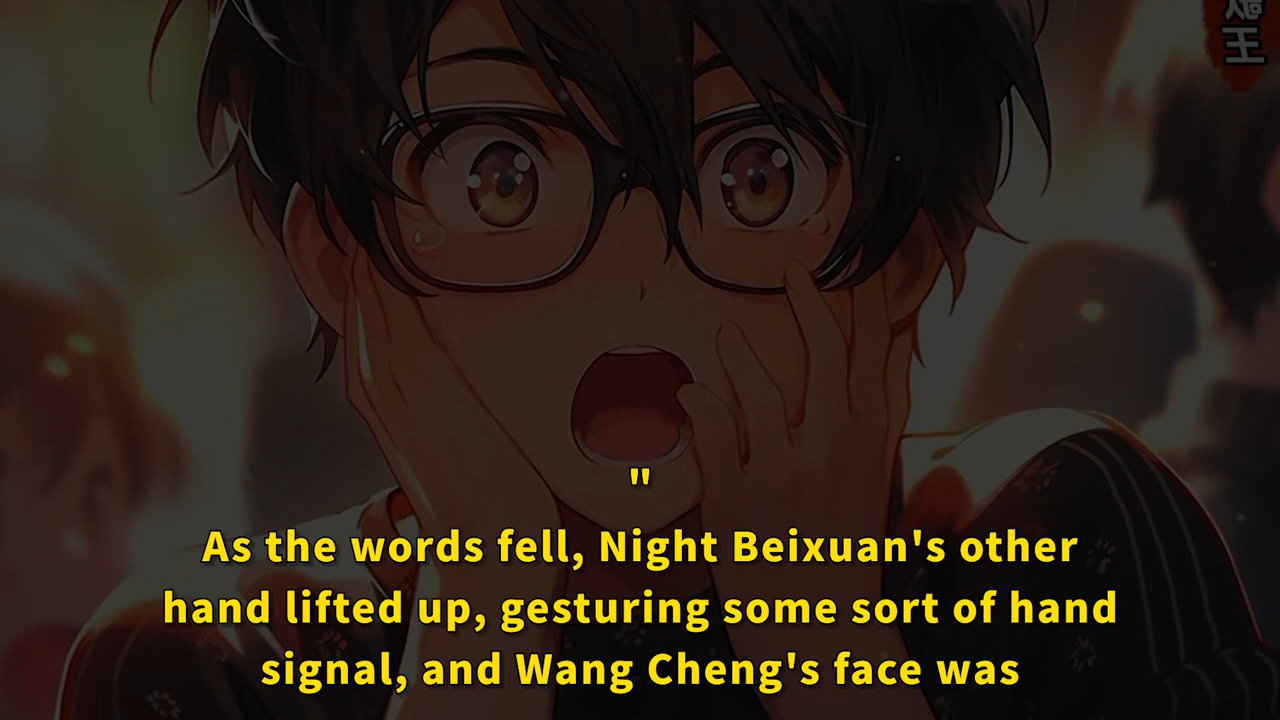 王
"
As the words fell, Night Beixuan's other
hand lifted up, gesturing some sort of hand
signal, and Wang Cheng's face was